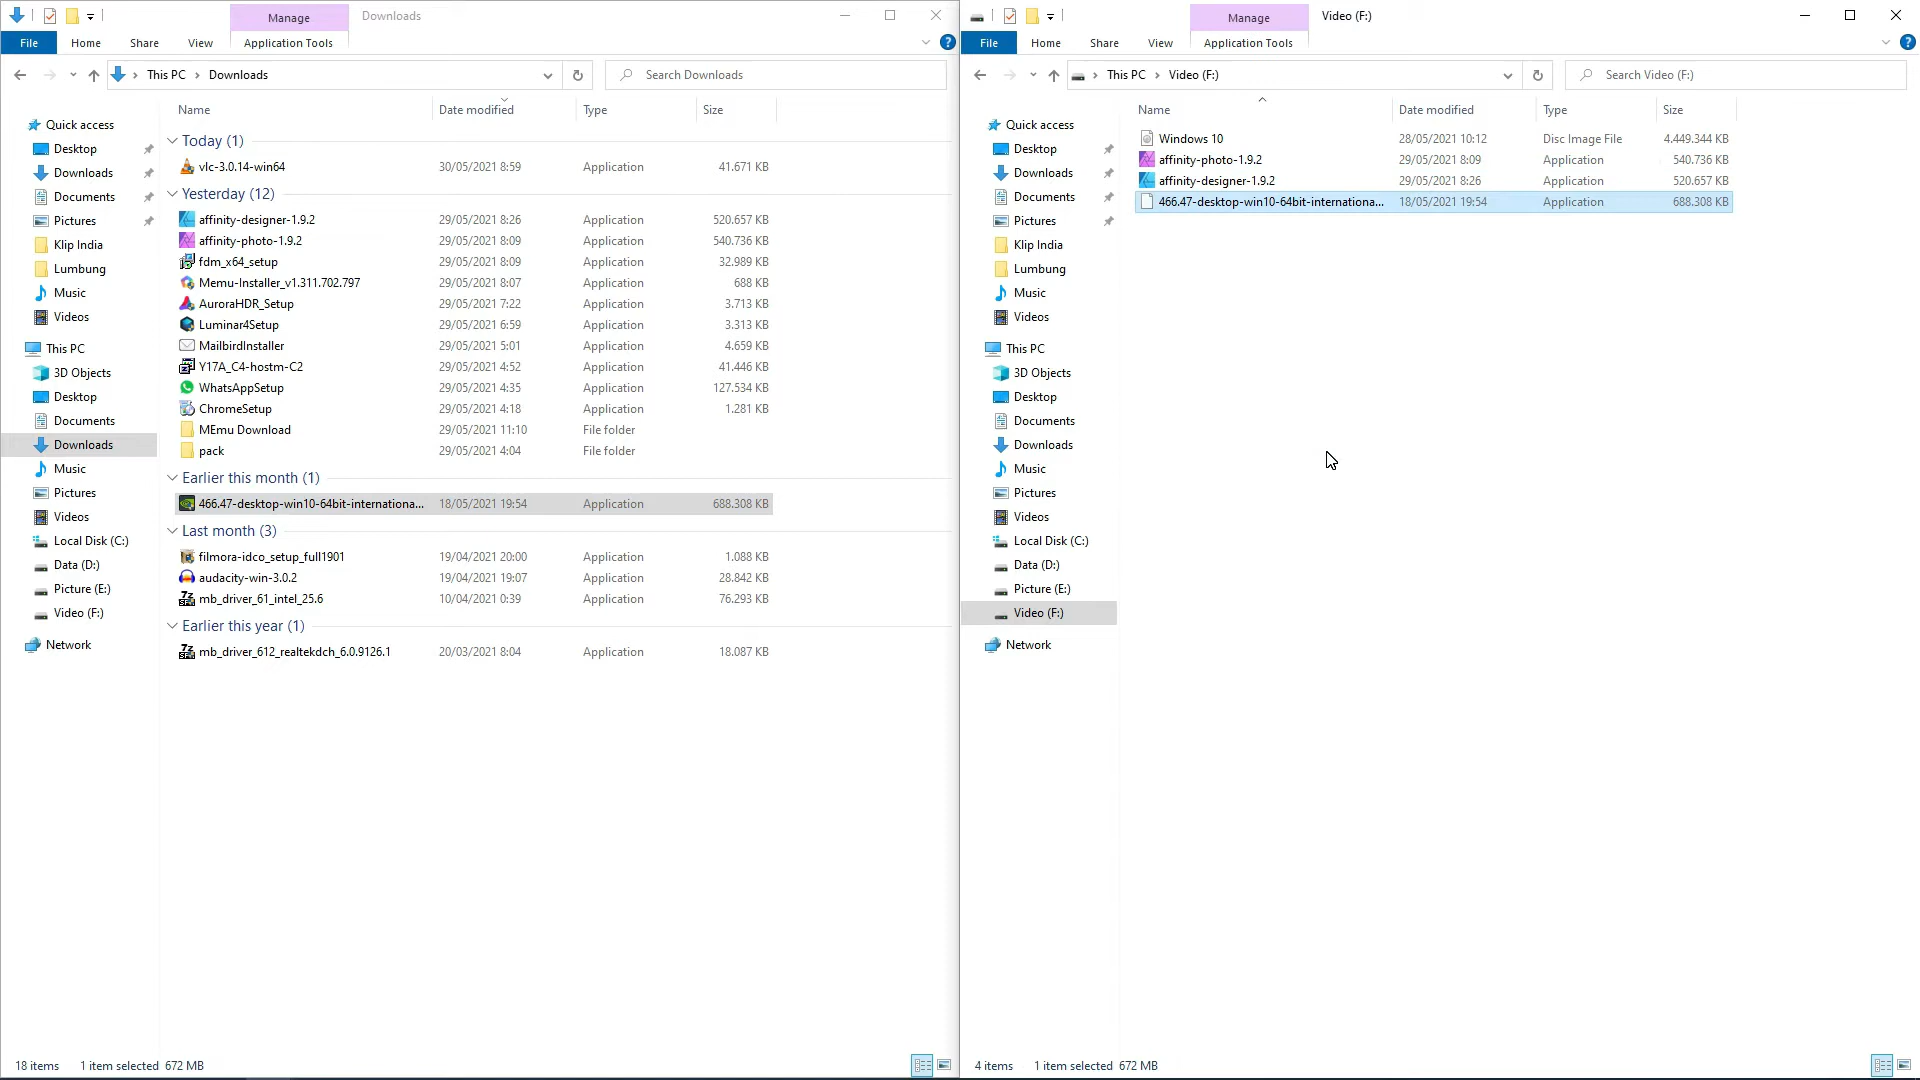 Manage
Downloads
File
Home
Share
View
Application Tools
This PC
Downloads
Search Downloads
Quick access
Desktop
Downloads
Documents
Pictures
Klip India
Lumbung
Music
Videos
This PC
3D Objects
Desktop
Documents
Downloads
Music
Pictures
Videos
Local Disk (C:)
Data (D:)
Picture (E:)
Video (F:)
Network
Name Date modified Type Size
Today (1)
vlc-3.0.14-win64 30/05/2021 8:59 Application 41.671 KB
Yesterday (12)
affinity-designer-1.9.2 29/05/2021 8:26 Application 520.657 KB
affinity-photo-1.9.2 29/05/2021 8:09 Application 540.736 KB
fdm_x64_setup 29/05/2021 8:09 Application 32.989 KB
Memu-Installer_v1.311.702.797 29/05/2021 8:07 Application 688 KB
AuroraHDR_Setup 29/05/2021 7:22 Application 3.713 KB
Luminar4Setup 29/05/2021 6:59 Application 3.313 KB
MailbirdInstaller 29/05/2021 5:01 Application 4.659 KB
Y17A_C4-hostm-C2 29/05/2021 4:52 Application 41.446 KB
WhatsAppSetup 29/05/2021 4:35 Application 127.534 KB
ChromeSetup 29/05/2021 4:18 Application 1.281 KB
MEmu Download 29/05/2021 11:10 File folder
pack 29/05/2021 4:04 File folder
Earlier this month (1)
466.47-desktop-win10-64bit-internationa... 18/05/2021 19:54 Application 688.308 KB
Last month (3)
filmora-idco_setup_full1901 19/04/2021 20:00 Application 1.088 KB
audacity-win-3.0.2 19/04/2021 19:07 Application 28.842 KB
mb_driver_61_intel_25.6 10/04/2021 0:39 Application 76.293 KB
Earlier this year (1)
mb_driver_612_realtekdch_6.0.9126.1 20/03/2021 8:04 Application 18.087 KB
18 items 1 item selected 672 MB
Manage
Video (F:)
File
Home
Share
View
Application Tools
This PC
Video (F:)
Search Video (F:)
Quick access
Desktop
Downloads
Documents
Pictures
Klip India
Lumbung
Music
Videos
This PC
3D Objects
Desktop
Documents
Downloads
Music
Pictures
Videos
Local Disk (C:)
Data (D:)
Picture (E:)
Video (F:)
Network
Name Date modified Type Size
Windows 10 28/05/2021 10:12 Disc Image File 4.449.344 KB
affinity-photo-1.9.2 29/05/2021 8:09 Application 540.736 KB
affinity-designer-1.9.2 29/05/2021 8:26 Application 520.657 KB
466.47-desktop-win10-64bit-internationa... 18/05/2021 19:54 Application 688.308 KB
4 items 1 item selected 672 MB